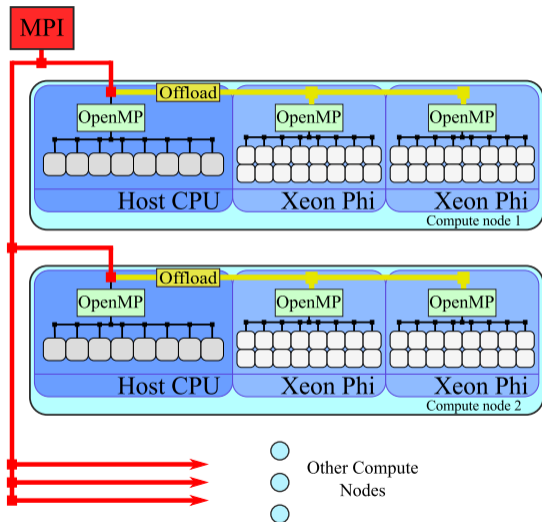 MPI
Offload
OpenMP
OpenMP
OpenMP
Host CPU
Xeon Phi
Xeon Phi
Compute node 1
Offload
OpenMP
OpenMP
OpenMP
Host CPU
Xeon Phi
Xeon Phi
Compute node 2
Other Compute
Nodes